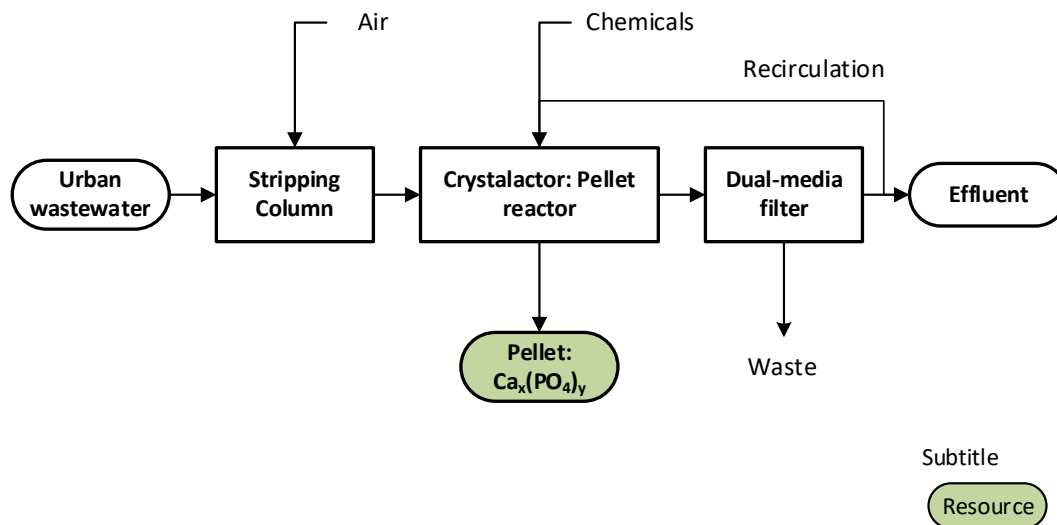 Air
Chemicals
Recirculation
Urban
wastewater
Stripping
Column
Crystalactor: Pellet
reactor
Dual-media
filter
Effluent
Pellet:
Caₓ(PO₄)ᵧ
Waste
Subtitle
Resource